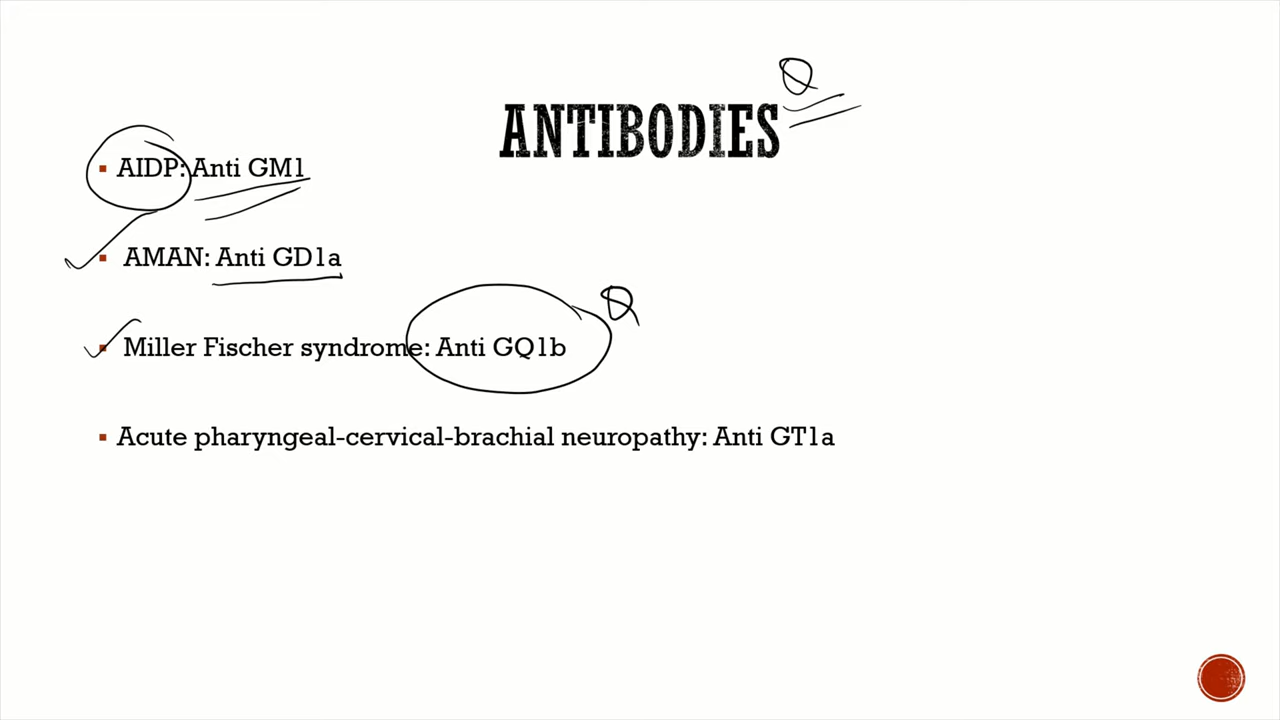 ANTIBODIES
AIDP: Anti GM1
AMAN: Anti GD1a
Miller Fischer syndrome: Anti GQ1b
Acute pharyngeal-cervical-brachial neuropathy: Anti GT1a